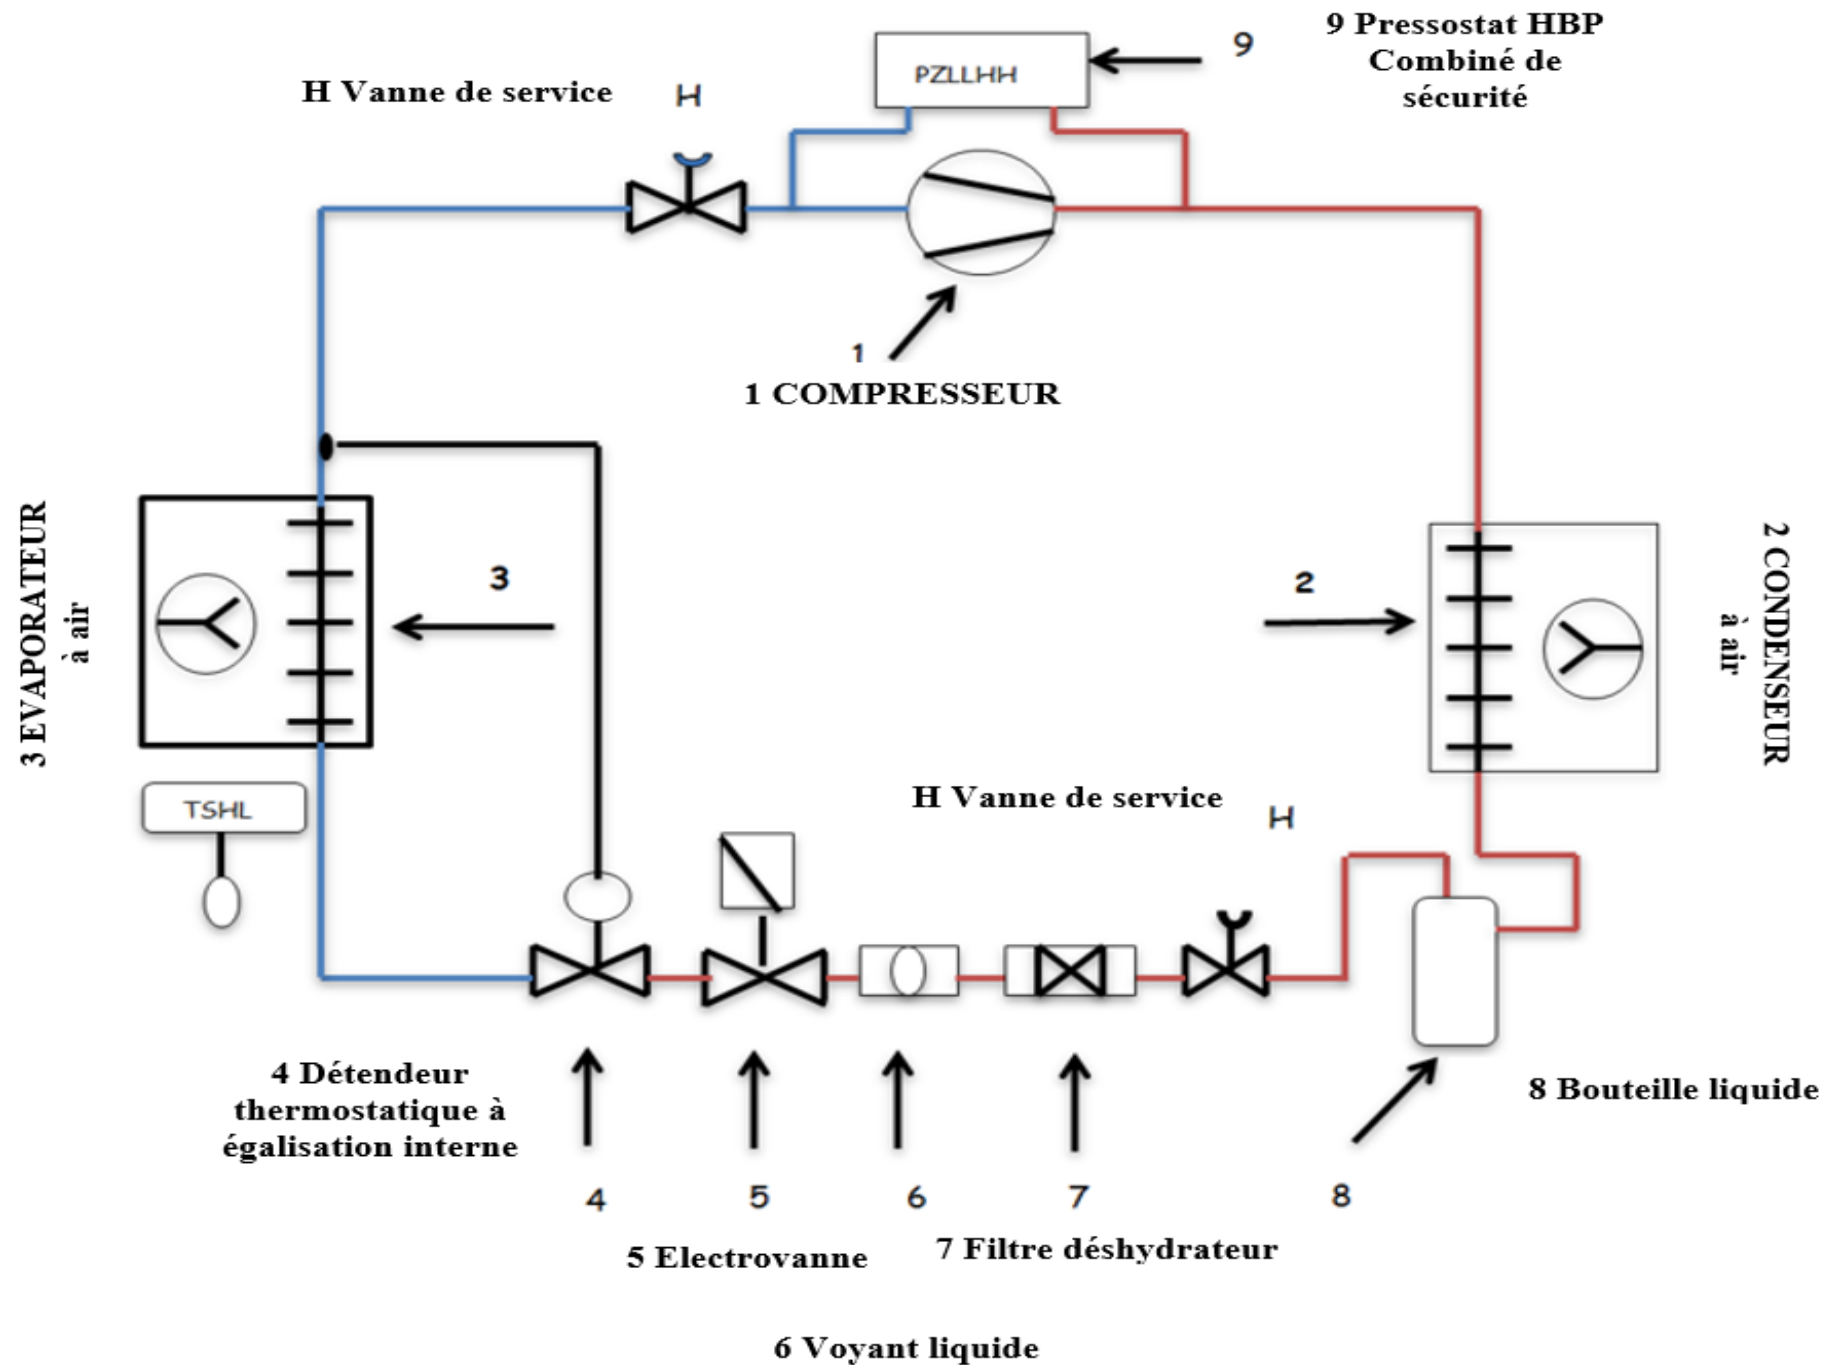 9 Pressostat HBP
Combiné de
sécurité
9
PZLLHH
H Vanne de service
H
1
1 COMPRESSEUR
3 EVAPORATEUR
à air
3
2
2 CONDENSEUR
à air
TSHL
H Vanne de service
H
4 Détendeur
thermostatique à
égalisation interne
8 Bouteille liquide
4
5
6
7
8
5 Electrovanne
7 Filtre déshydrateur
6 Voyant liquide